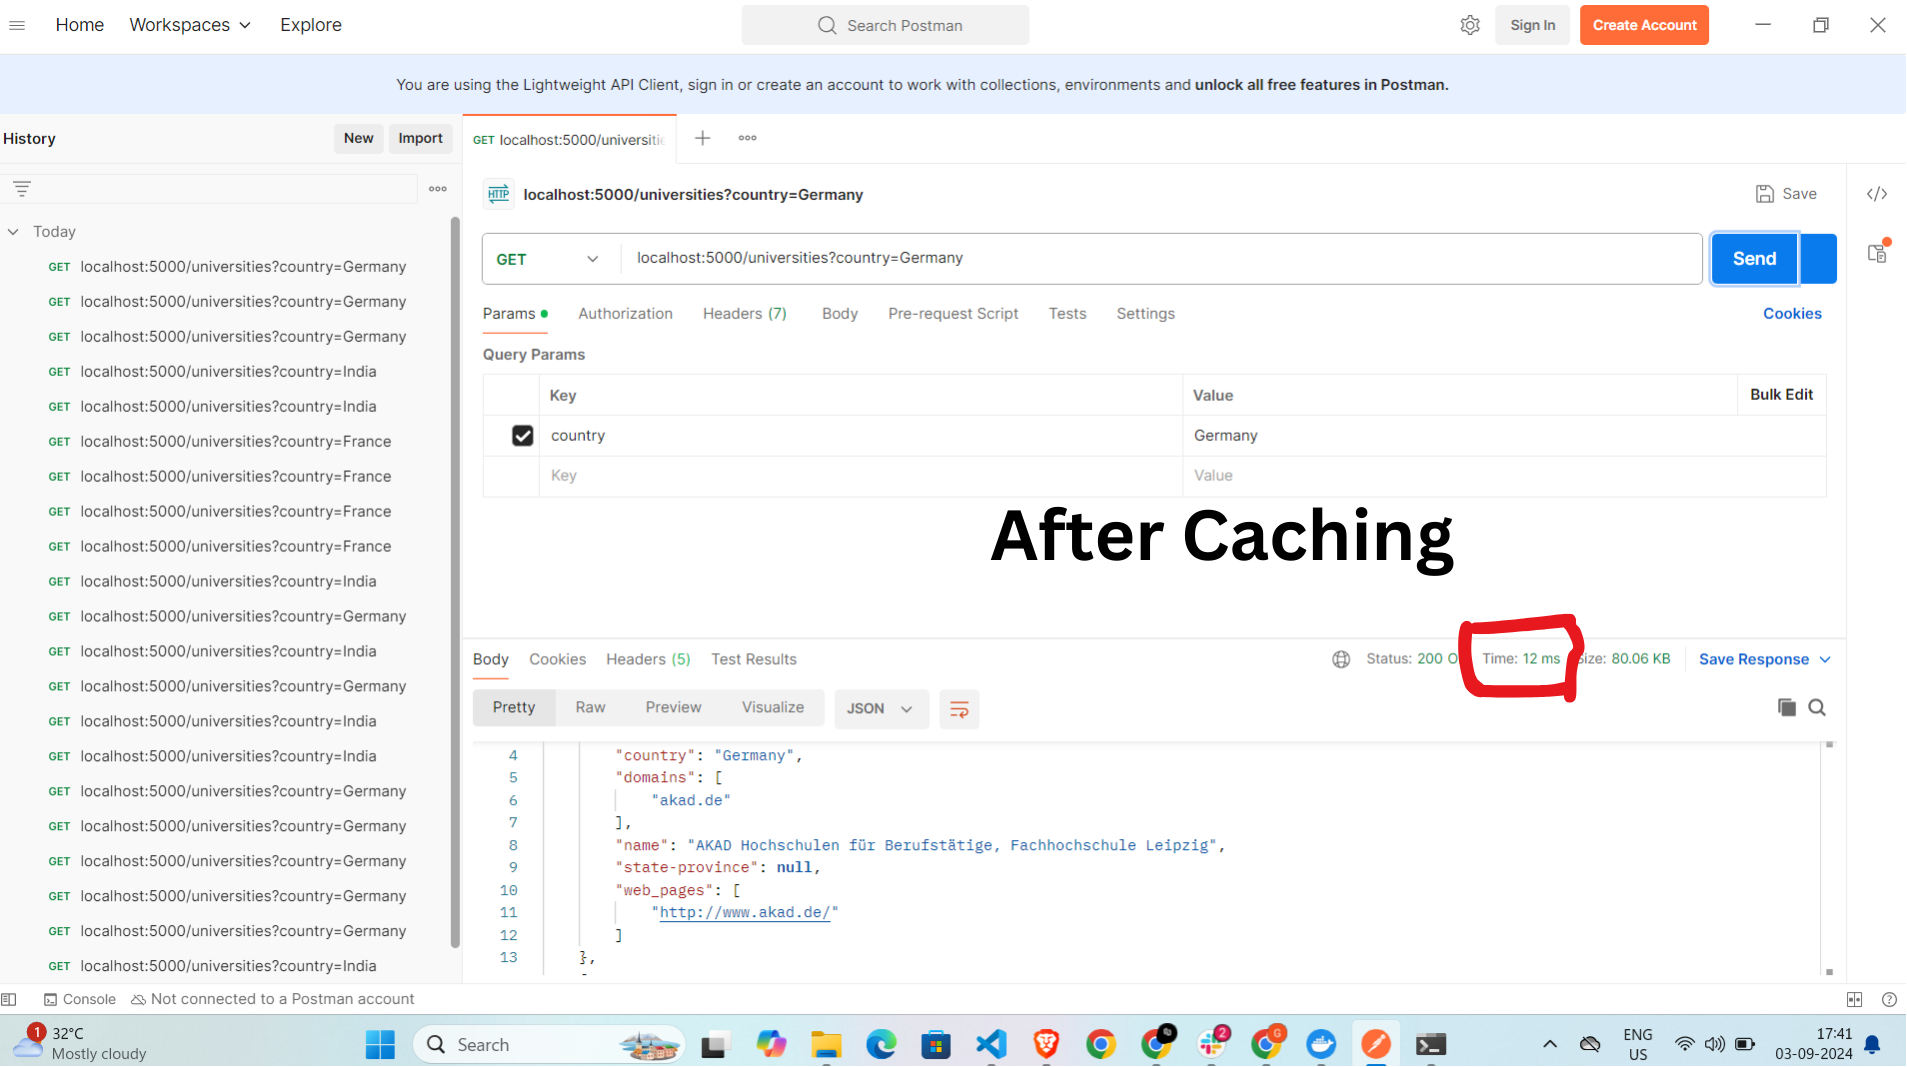 Home Workspaces Explore Search Postman Sign In Create Account
You are using the Lightweight API Client, sign in or create an account to work with collections, environments and unlock all free features in Postman.
History New Import
GET localhost:5000/universitie
HTTP localhost:5000/universities?country=Germany Save
Today
GET localhost:5000/universities?country=Germany
GET localhost:5000/universities?country=Germany
GET localhost:5000/universities?country=Germany
GET localhost:5000/universities?country=India
GET localhost:5000/universities?country=India
GET localhost:5000/universities?country=France
GET localhost:5000/universities?country=France
GET localhost:5000/universities?country=France
GET localhost:5000/universities?country=France
GET localhost:5000/universities?country=India
GET localhost:5000/universities?country=Germany
GET localhost:5000/universities?country=India
GET localhost:5000/universities?country=Germany
GET localhost:5000/universities?country=India
GET localhost:5000/universities?country=India
GET localhost:5000/universities?country=Germany
GET localhost:5000/universities?country=Germany
GET localhost:5000/universities?country=Germany
GET localhost:5000/universities?country=Germany
GET localhost:5000/universities?country=Germany
GET localhost:5000/universities?country=India
GET localhost:5000/universities?country=Germany Send
Params Authorization Headers (7) Body Pre-request Script Tests Settings Cookies
Query Params
Key Value Bulk Edit
country Germany
Key Value
After Caching
Body Cookies Headers (5) Test Results Status: 200 O Time: 12 ms ize: 80.06 KB Save Response
Pretty Raw Preview Visualize JSON
4 "country": "Germany",
5 "domains": [
6 "akad.de"
7 ],
8 "name": "AKAD Hochschulen für Berufstätige, Fachhochschule Leipzig",
9 "state-province": null,
10 "web_pages": [
11 "http://www.akad.de/"
12 ]
13 },
Console Not connected to a Postman account
1 32°C
Mostly cloudy
Search
2
G
ENG
US
17:41
03-09-2024